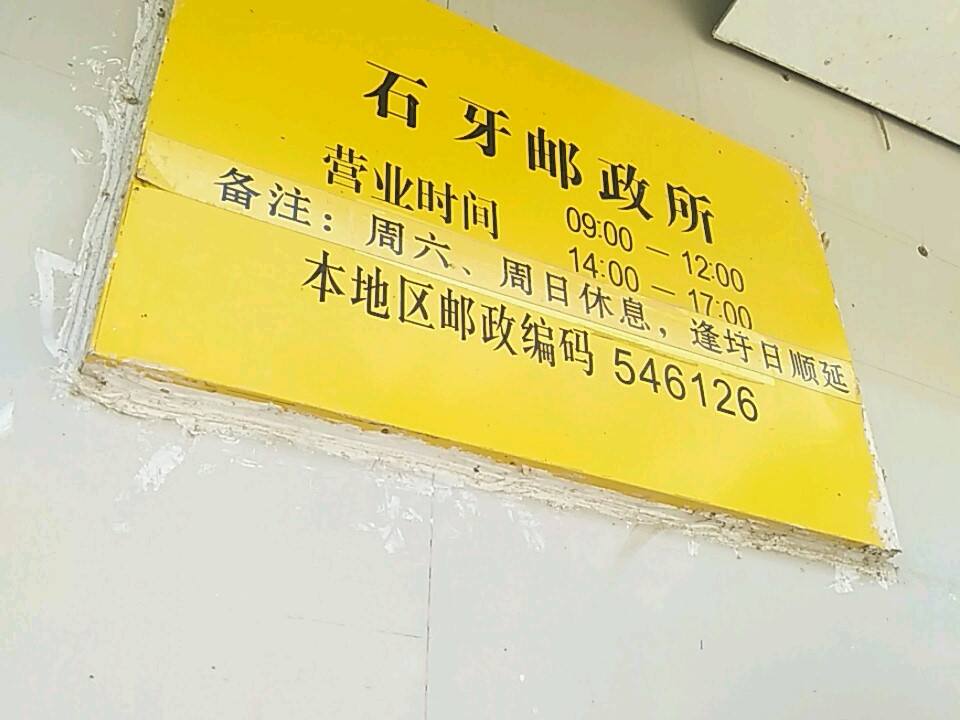 石牙邮政所
营业时间 09:00 — 12:00
14:00 — 17:00
备注：周六、周日休息，逢圩日顺延
本地区邮政编码 546126